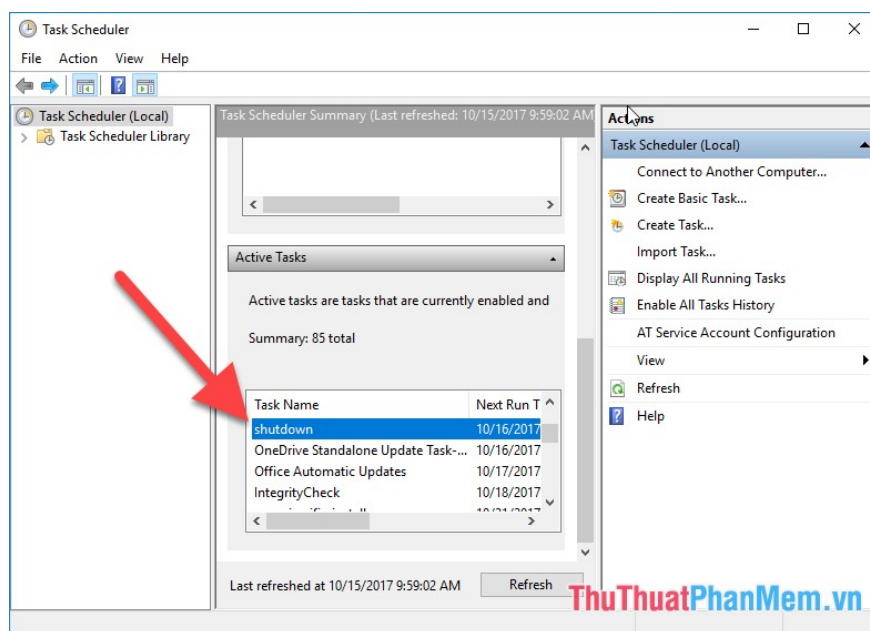 Task Scheduler
File Action View Help
Task Scheduler (Local)
Task Scheduler Library
Task Scheduler Summary (Last refreshed: 10/15/2017 9:59:02 AM
Active Tasks
Active tasks are tasks that are currently enabled and
Summary: 85 total
Task Name Next Run T
shutdown 10/16/2017
OneDrive Standalone Update Task-... 10/16/2017
Office Automatic Updates 10/17/2017
IntegrityCheck 10/18/2017
Last refreshed at 10/15/2017 9:59:02 AM Refresh
Actions
Task Scheduler (Local)
Connect to Another Computer...
Create Basic Task...
Create Task...
Import Task...
Display All Running Tasks
Enable All Tasks History
AT Service Account Configuration
View
Refresh
Help
ThuThuatPhanMem.vn